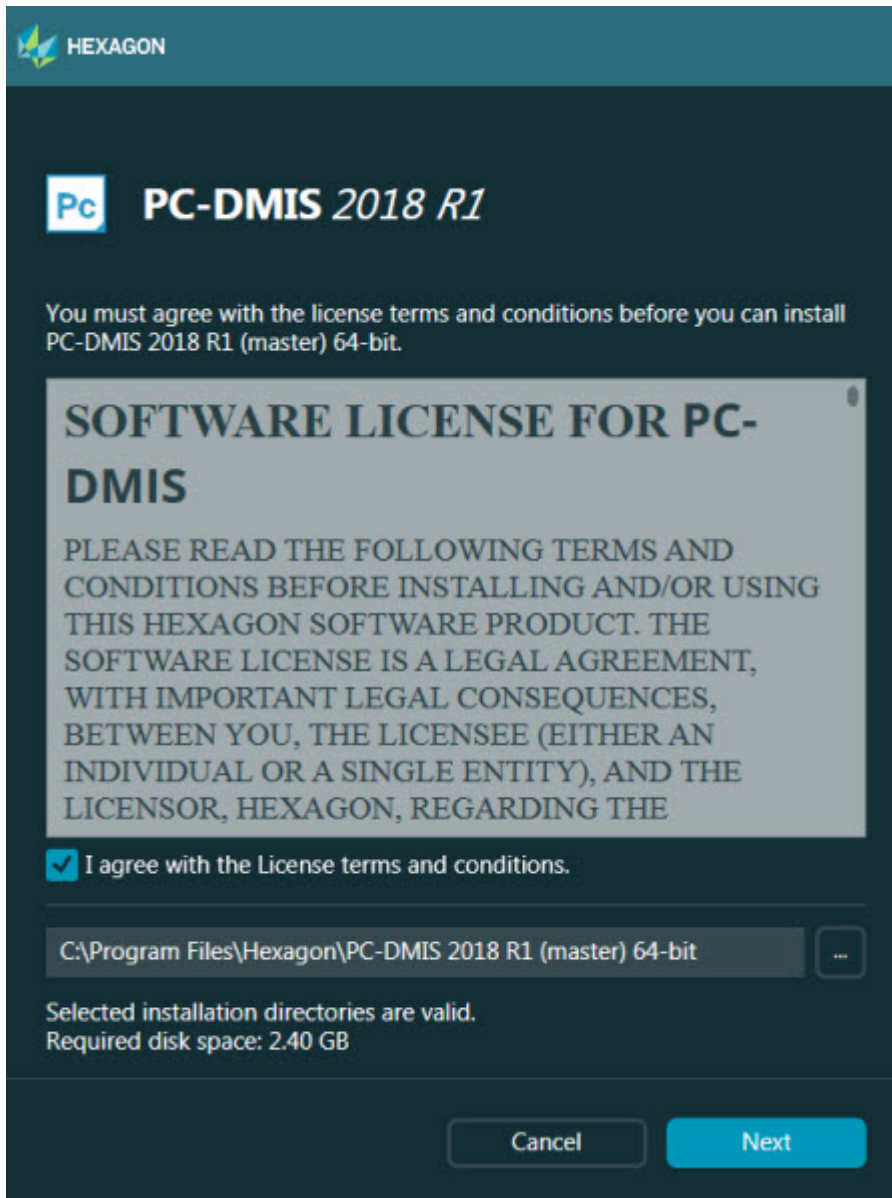 HEXAGON
Pc
PC-DMIS 2018 R1
You must agree with the license terms and conditions before you can install
PC-DMIS 2018 R1 (master) 64-bit.
SOFTWARE LICENSE FOR PC-
DMIS
PLEASE READ THE FOLLOWING TERMS AND
CONDITIONS BEFORE INSTALLING AND/OR USING
THIS HEXAGON SOFTWARE PRODUCT. THE
SOFTWARE LICENSE IS A LEGAL AGREEMENT,
WITH IMPORTANT LEGAL CONSEQUENCES,
BETWEEN YOU, THE LICENSEE (EITHER AN
INDIVIDUAL OR A SINGLE ENTITY), AND THE
LICENSOR, HEXAGON, REGARDING THE
I agree with the License terms and conditions.
C:\Program Files\Hexagon\PC-DMIS 2018 R1 (master) 64-bit
...
Selected installation directories are valid.
Required disk space: 2.40 GB
Cancel
Next